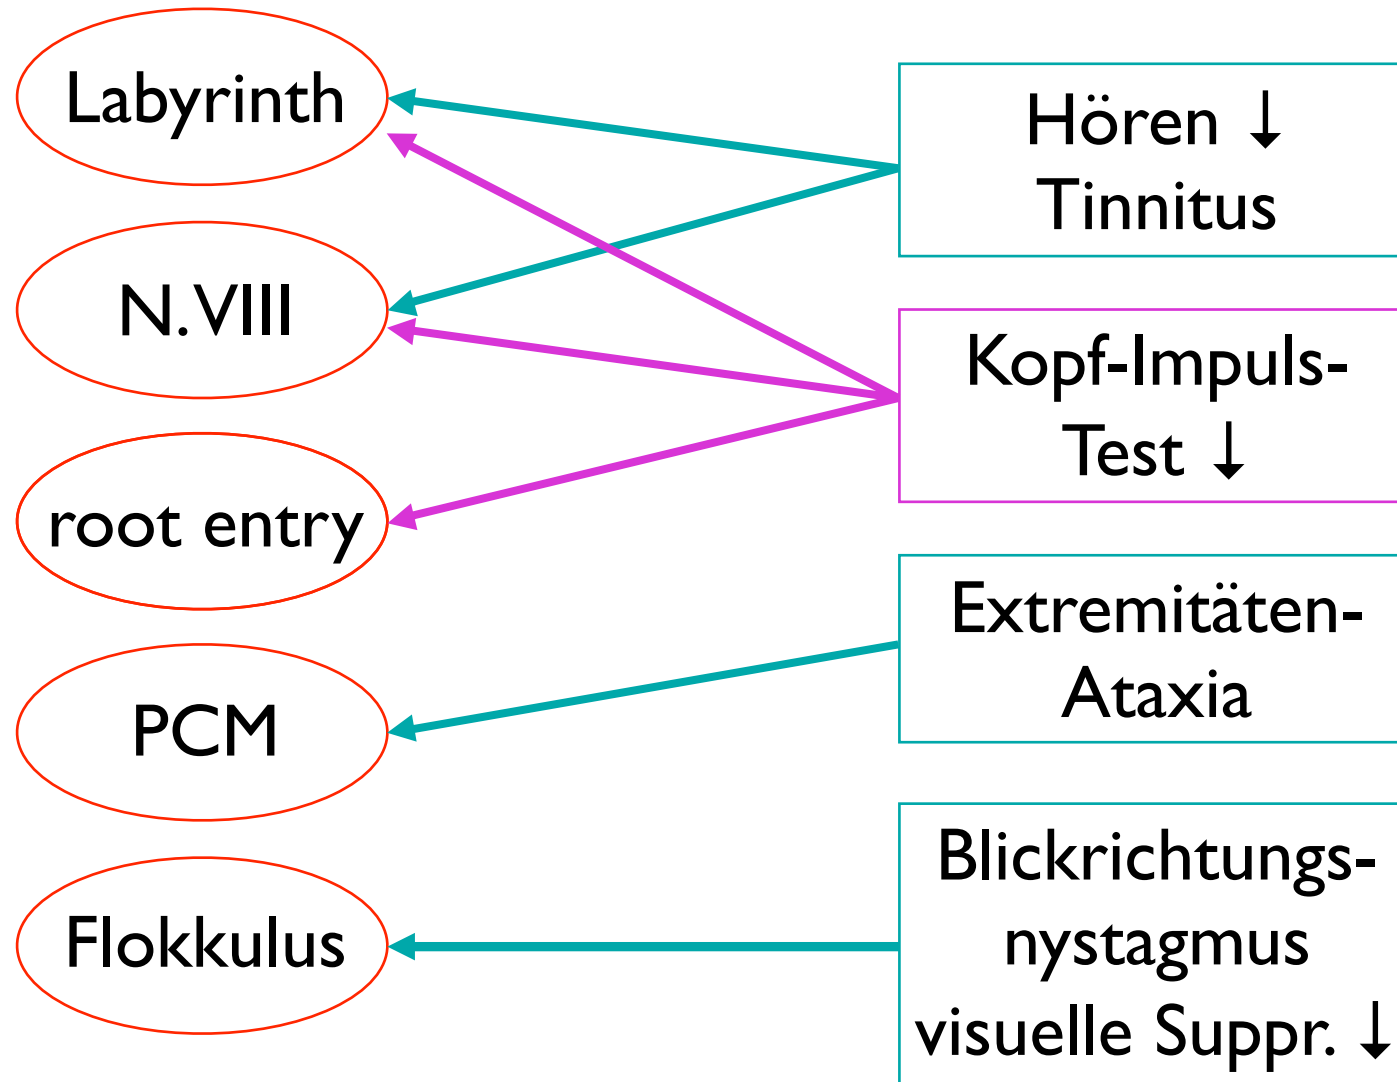 Labyrinth
N. VIII
root entry
PCM
Flokkulus
Hören ↓
Tinnitus
Kopf-Impuls-
Test ↓
Extremitäten-
Ataxia
Blickrichtungs-
nystagmus
visuelle Suppr. ↓